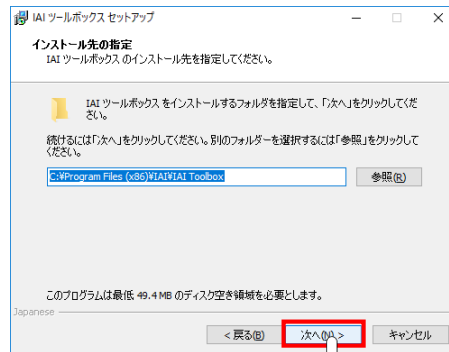 IAI ツールボックス セットアップ
インストール先の指定
IAI ツールボックス のインストール先を指定してください。
IAI ツールボックス をインストールするフォルダを指定して、「次へ」をクリックしてくだ
さい。
続けるには「次へ」をクリックしてください。別のフォルダーを選択するには「参照」をクリックして
ください。
C:¥Program Files (x86)¥IAI¥IAI Toolbox
参照(R)
このプログラムは最低 49.4 MB のディスク空き領域を必要とします。
Japanese
< 戻る(B)
次へ(N) >
キャンセル